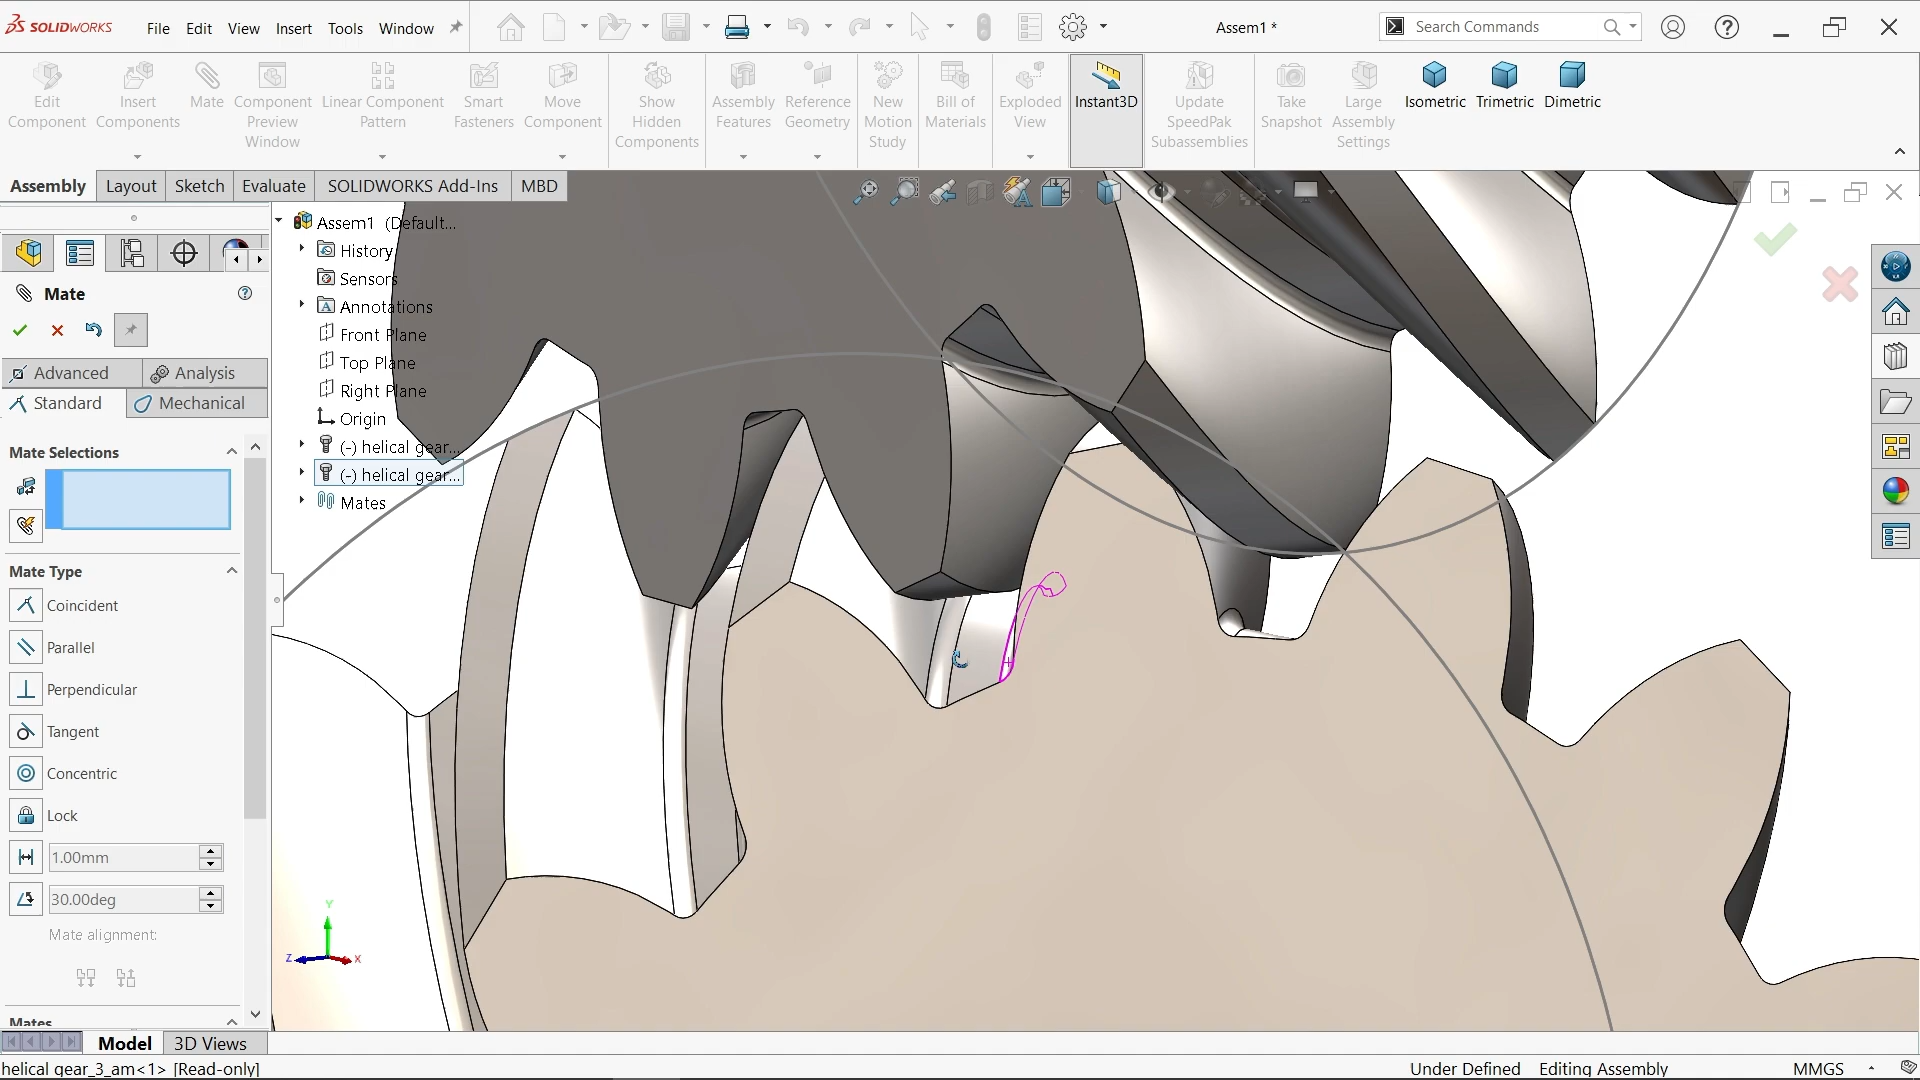 SOLIDWORKS File Edit View Insert Tools Window Assem1 * Search Commands
Edit Component
Insert Components
Mate
Component Preview Window
Linear Component Pattern
Smart Fasteners
Move Component
Show Hidden Components
Assembly Features
Reference Geometry
New Motion Study
Bill of Materials
Exploded View
Instant3D
Update SpeedPak Subassemblies
Take Snapshot
Large Assembly Settings
Isometric
Trimetric
Dimetric
Assembly Layout Sketch Evaluate SOLIDWORKS Add-Ins MBD
Mate
Advanced Analysis
Standard Mechanical
Mate Selections
Mate Type
Coincident
Parallel
Perpendicular
Tangent
Concentric
Lock
1.00mm
30.00deg
Mate alignment:
Mates
Assem1 (Default...
History
Sensors
Annotations
Front Plane
Top Plane
Right Plane
Origin
(-) helical gear...
(-) helical gear...
Mates
Y
Z X
Model 3D Views
helical gear_3_am<1> [Read-only] Under Defined Editing Assembly MMGS